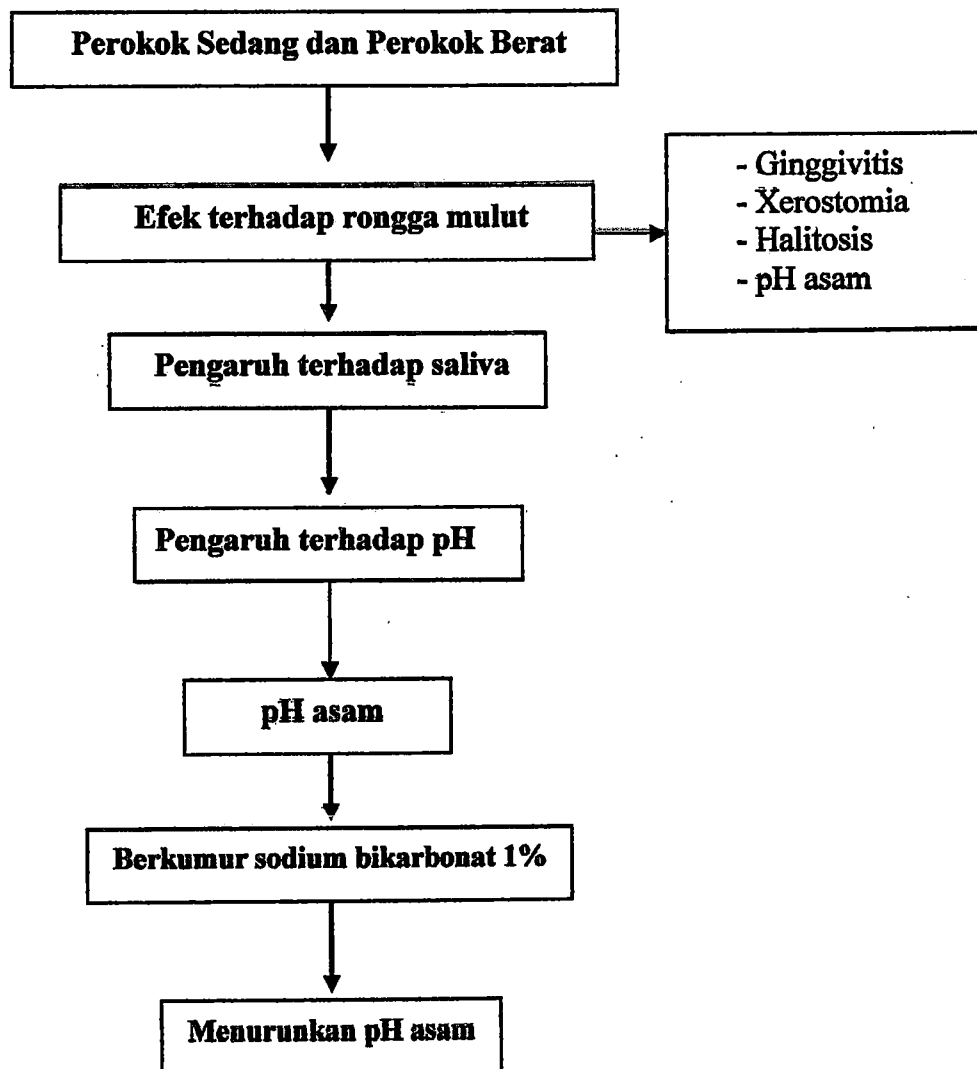 Perokok Sedang dan Perokok Berat
Efek terhadap rongga mulut
- Ginggivitis
- Xerostomia
- Halitosis
- pH asam
Pengaruh terhadap saliva
Pengaruh terhadap pH
pH asam
Berkumur sodium bikarbonat 1%
Menurunkan pH asam